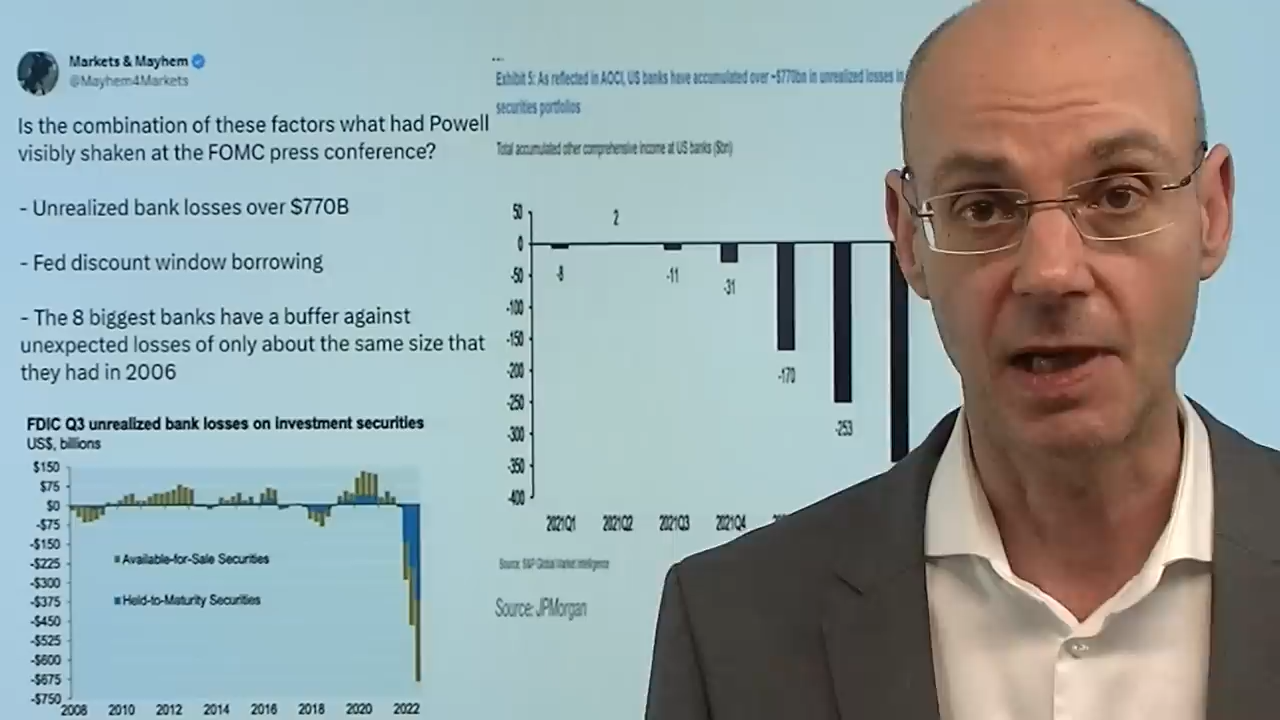 Markets & Mayhem
@Mayhem4Markets
Is the combination of these factors what had Powell
visibly shaken at the FOMC press conference?
- Unrealized bank losses over $770B
- Fed discount window borrowing
- The 8 biggest banks have a buffer against
unexpected losses of only about the same size that
they had in 2006
FDIC Q3 unrealized bank losses on investment securities
US$, billions
$150
$75
$0
-$75
-$150
-$225
-$300
-$375
-$450
-$525
-$600
-$675
-$750
Available-for-Sale Securities
Held-to-Maturity Securities
2008 2010 2012 2014 2016 2018 2020 2022
Exhibit 5: As reflected in AOCI, US banks have accumulated over ~$770bn in unrealized losses in
securities portfolios
Total accumulated other comprehensive income at US banks ($bn)
50
0
-50
-100
-150
-200
-250
-300
-350
-400
-8
2
-11
-31
-170
-253
2021Q1 2021Q2 2021Q3 2021Q4
Source: S&P Global Market Intelligence
Source: JPMorgan